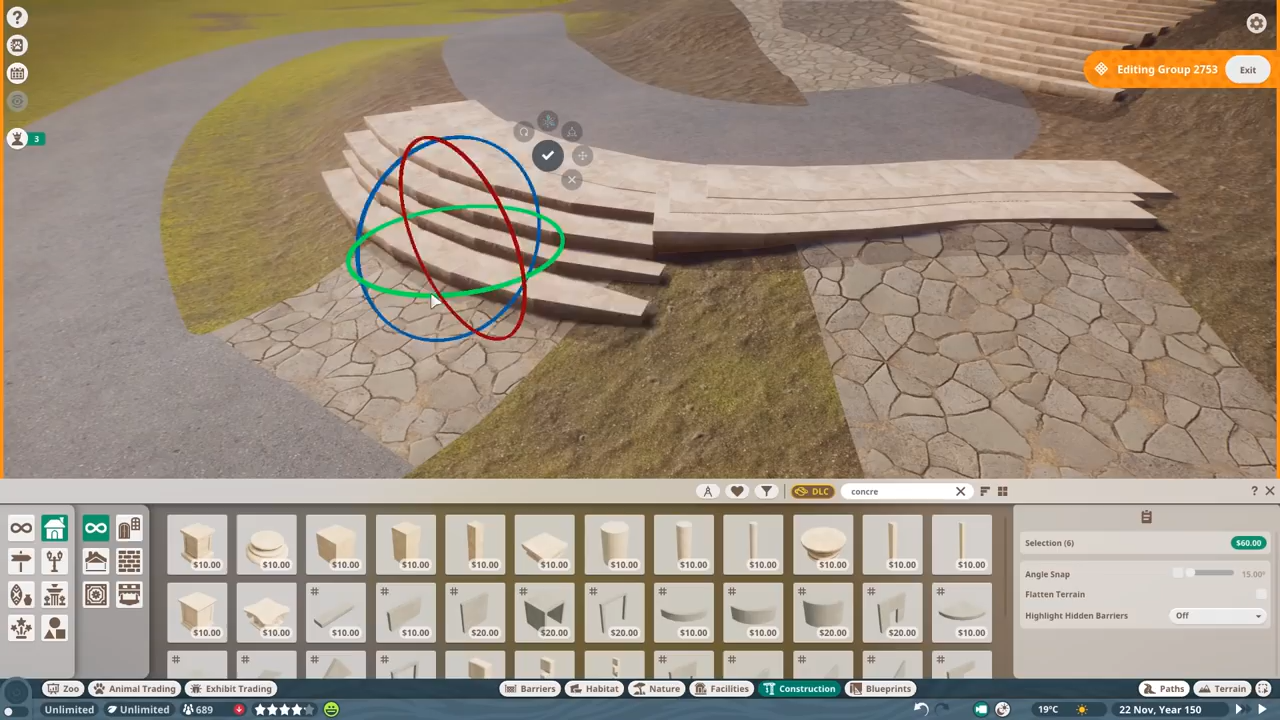 ?
Editing Group 2753
Exit
3
DLC
concre
?
$10.00 $10.00 $10.00 $10.00 $10.00 $10.00 $10.00 $10.00 $10.00 $10.00 $10.00 $10.00
$10.00 $10.00 $10.00 $10.00 $20.00 $20.00 $20.00 $10.00 $10.00 $20.00 $20.00 $10.00
Selection (6)
$60.00
Angle Snap
15.00°
Flatten Terrain
Highlight Hidden Barriers
Off
Zoo
Animal Trading
Exhibit Trading
Barriers
Habitat
Nature
Facilities
Construction
Blueprints
Paths
Terrain
Unlimited
Unlimited
689
19°C
22 Nov, Year 150